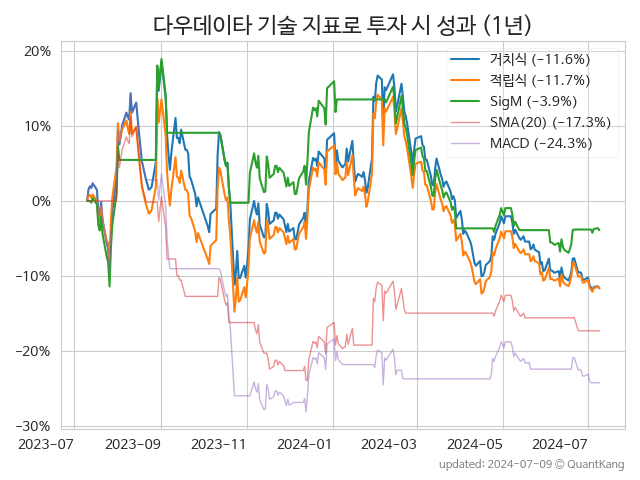 다우데이타 기술 지표로 투자 시 성과 (1년)
거치식 (−11.6%)
적립식 (−11.7%)
SigM (−3.9%)
SMA(20) (−17.3%)
MACD (−24.3%)
20%
10%
0%
−10%
−20%
−30%
2023-07 2023-09 2023-11 2024-01 2024-03 2024-05 2024-07
updated: 2024-07-09 ⓒ QuantKang